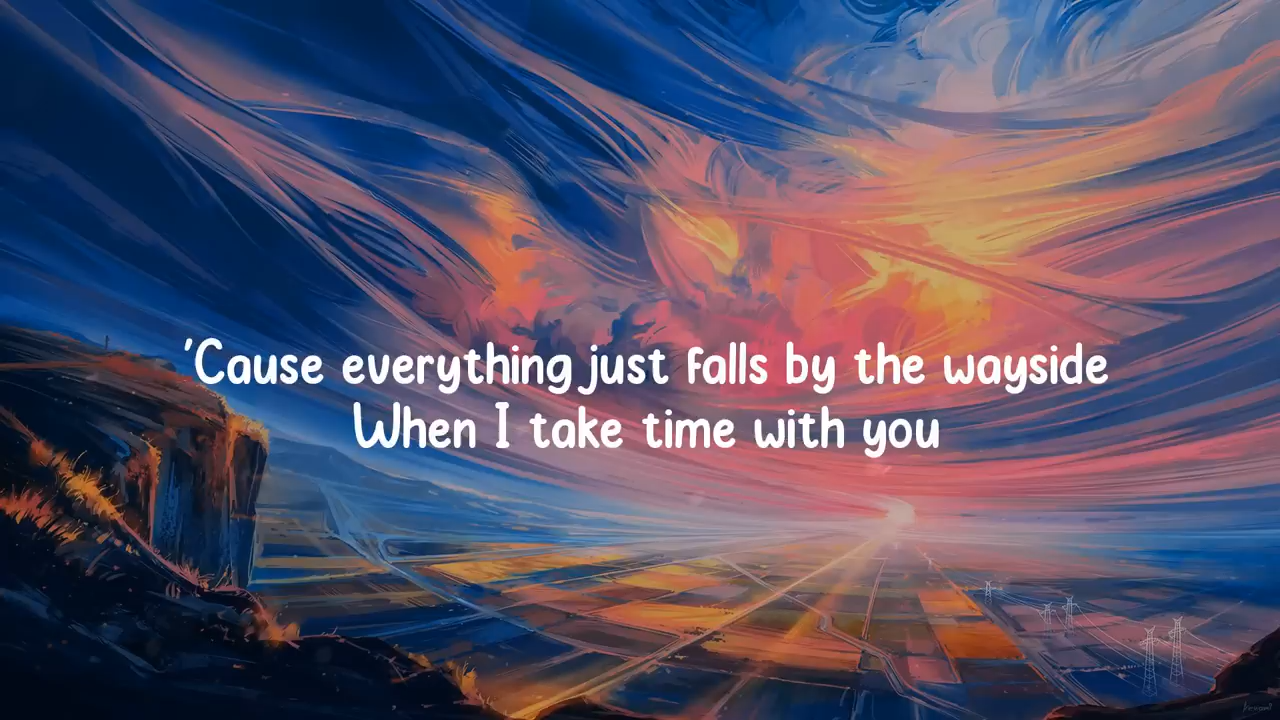 'Cause everything just falls by the wayside
When I take time with you